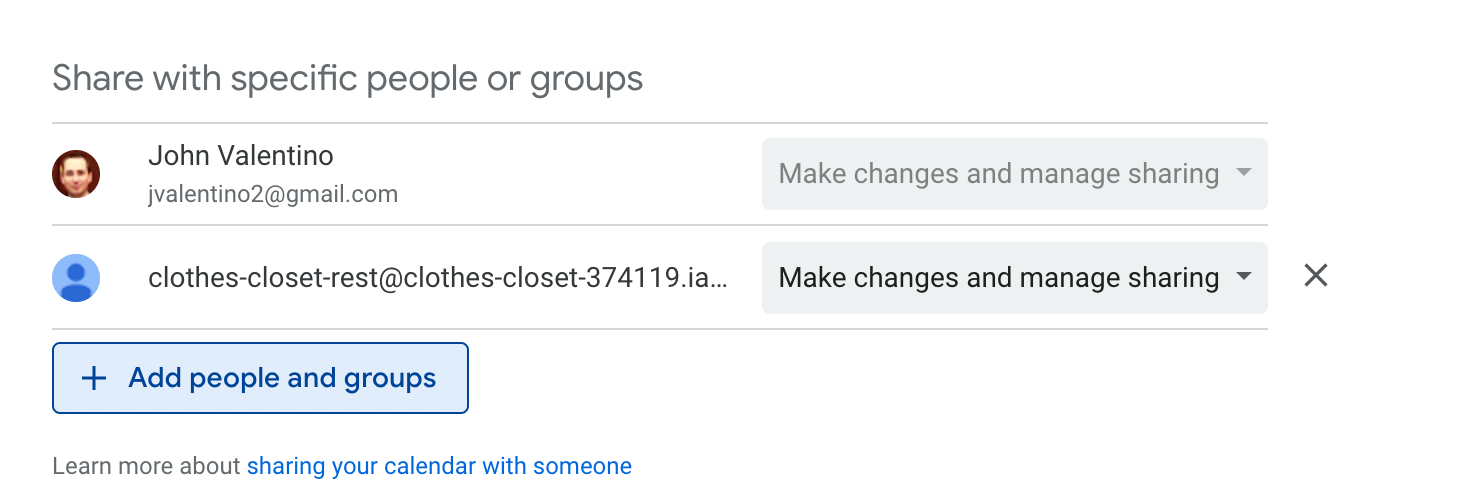 Share with specific people or groups
John Valentino
jvalentino2@gmail.com
Make changes and manage sharing
clothes-closet-rest@clothes-closet-374119.ia...
Make changes and manage sharing
Add people and groups
Learn more about sharing your calendar with someone